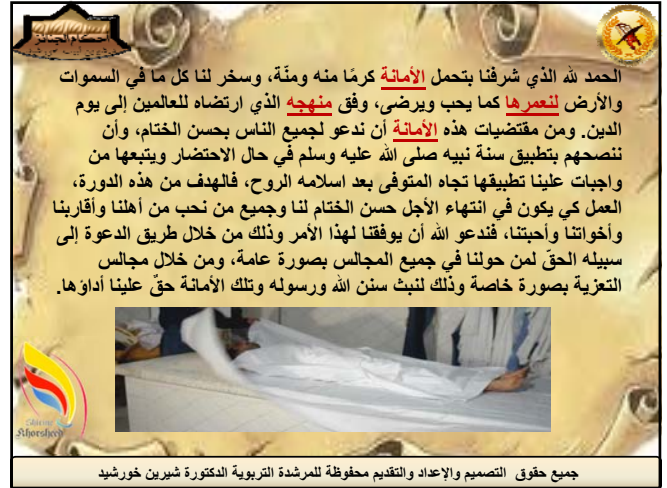 أحكام الجنائز
الحمد لله الذي شرفنا بتحمل الأمانة كرمًا منه ومنّة، وسخر لنا كل ما في السموات
والأرض لنعمرها كما يحب ويرضى، وفق منهجه الذي ارتضاه للعالمين إلى يوم
الدين. ومن مقتضيات هذه الأمانة أن ندعو لجميع الناس بحسن الختام، وأن
ننصحهم بتطبيق سنة نبيه صلى الله عليه وسلم في حال الاحتضار ويتبعها من
واجبات علينا تطبيقها تجاه المتوفى بعد اسلامه الروح، فالهدف من هذه الدورة،
العمل كي يكون في انتهاء الأجل حسن الختام لنا وجميع من نحب من أهلنا وأقاربنا
وأخواتنا وأحبتنا، فندعو الله أن يوفقنا لهذا الأمر وذلك من خلال طريق الدعوة إلى
سبيله الحقّ لمن حولنا في جميع المجالس بصورة عامة، ومن خلال مجالس
التعزية بصورة خاصة وذلك لنبث سنن الله ورسوله وتلك الأمانة حقٌ علينا أداؤها.
Khorsheed
جميع حقوق التصميم والإعداد والتقديم محفوظة للمرشدة التربوية الدكتورة شيرين خورشيد